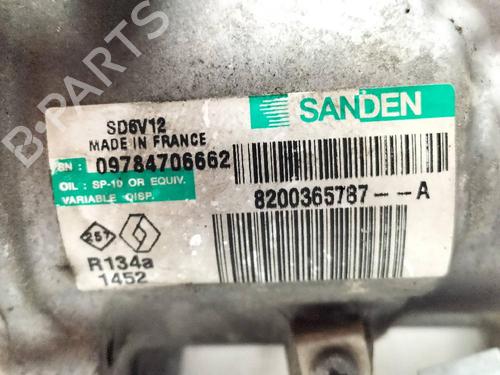 B-PARTS
SANDEN
SD6V12
MADE IN FRANCE
SN : 09784706662
OIL : SP-10 OR EQUIV.
VARIABLE DISP.
8200365787---A
257
R134a
1452